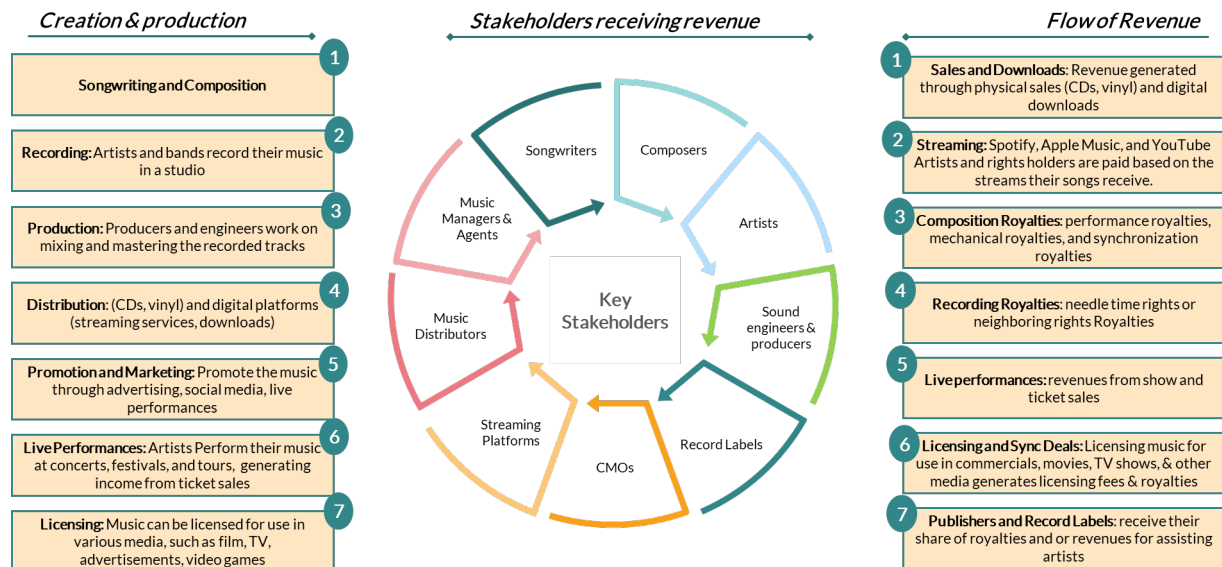 Creation & production
1
Songwriting and Composition
2
Recording: Artists and bands record their music
in a studio
3
Production: Producers and engineers work on
mixing and mastering the recorded tracks
4
Distribution: (CDs, vinyl) and digital platforms
(streaming services, downloads)
5
Promotion and Marketing: Promote the music
through advertising, social media, live
performances
6
Live Performances: Artists Perform their music
at concerts, festivals, and tours, generating
income from ticket sales
7
Licensing: Music can be licensed for use in
various media, such as film, TV,
advertisements, video games
Stakeholders receiving revenue
Songwriters
Composers
Artists
Sound
engineers &
producers
Record Labels
CMOs
Streaming
Platforms
Music
Distributors
Music
Managers &
Agents
Key
Stakeholders
Flow of Revenue
1
Sales and Downloads: Revenue generated
through physical sales (CDs, vinyl) and digital
downloads
2
Streaming: Spotify, Apple Music, and YouTube
Artists and rights holders are paid based on the
streams their songs receive.
3
Composition Royalties: performance royalties,
mechanical royalties, and synchronization
royalties
4
Recording Royalties: needle time rights or
neighboring rights Royalties
5
Live performances: revenues from show and
ticket sales
6
Licensing and Sync Deals: Licensing music for
use in commercials, movies, TV shows, & other
media generates licensing fees & royalties
7
Publishers and Record Labels: receive their
share of royalties and or revenues for assisting
artists